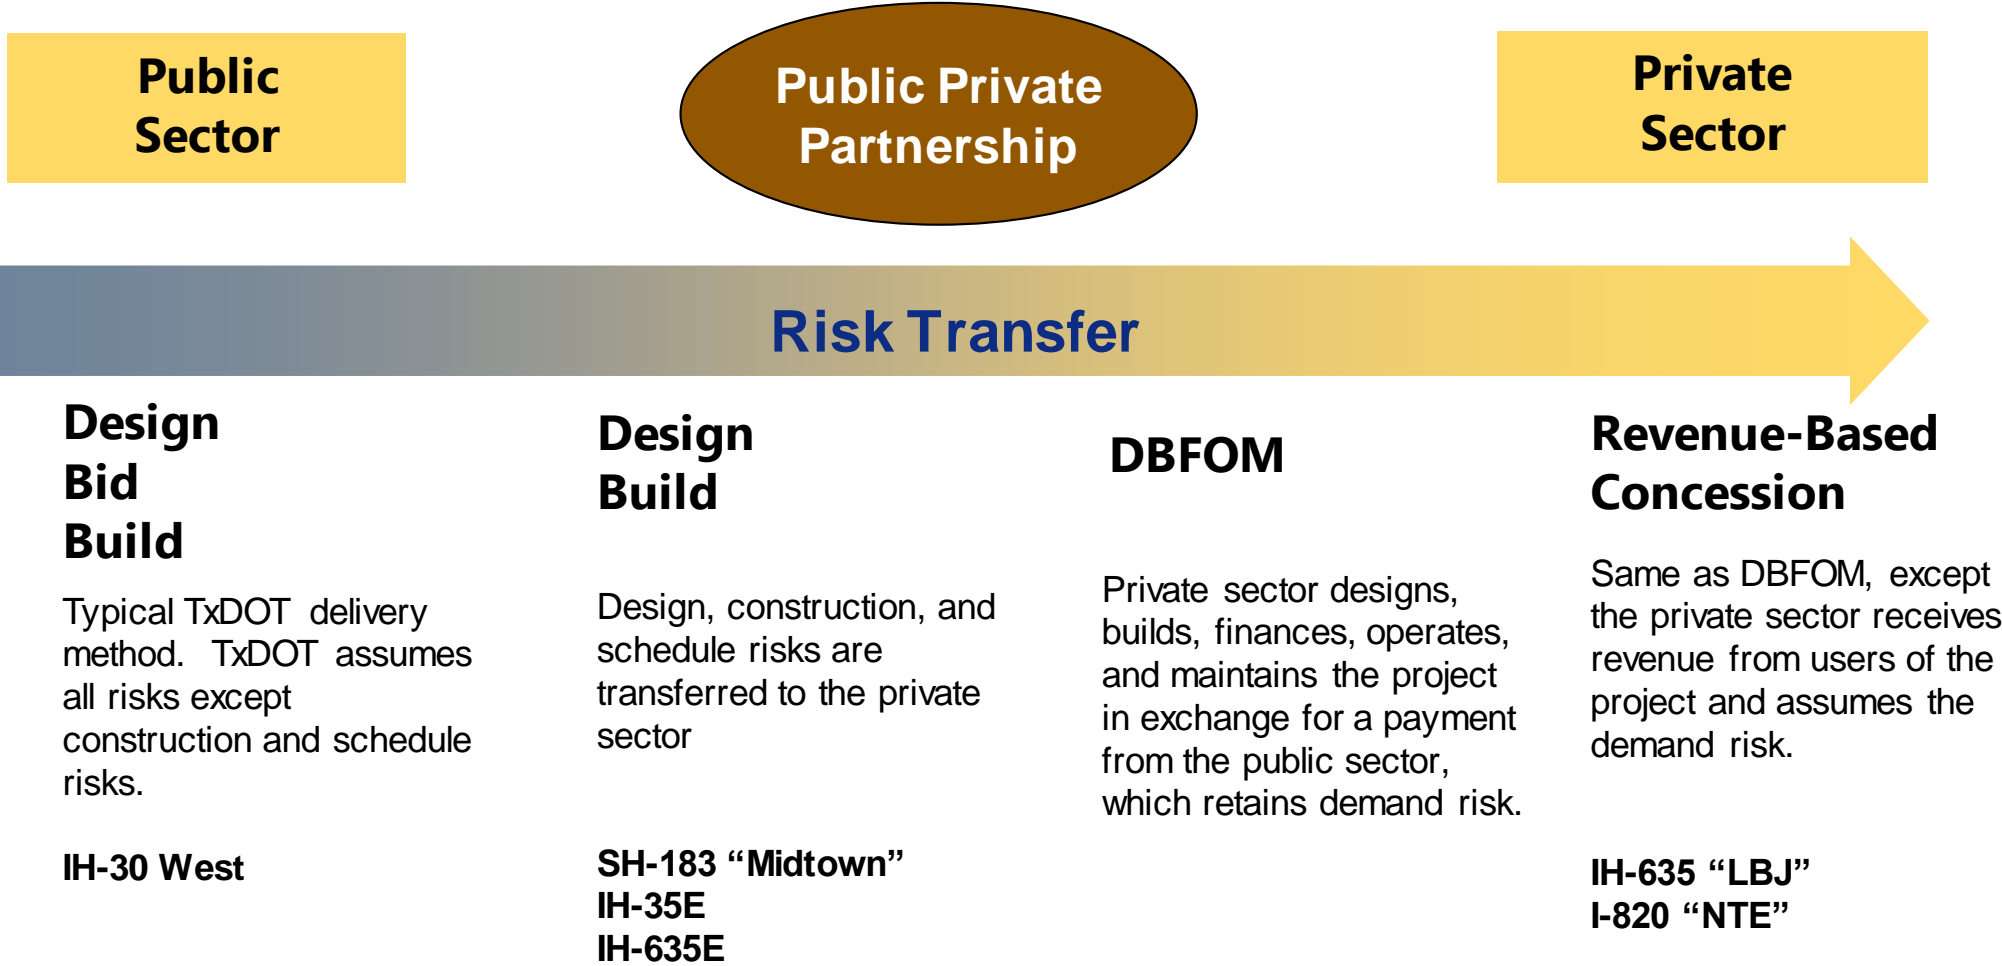 Public
Sector
Public Private
Partnership
Private
Sector
Risk Transfer
Design
Bid
Build
Typical TxDOT delivery
method. TxDOT assumes
all risks except
construction and schedule
risks.
IH-30 West
Design
Build
Design, construction, and
schedule risks are
transferred to the private
sector
SH-183 “Midtown”
IH-35E
IH-635E
DBFOM
Private sector designs,
builds, finances, operates,
and maintains the project
in exchange for a payment
from the public sector,
which retains demand risk.
Revenue-Based
Concession
Same as DBFOM, except
the private sector receives
revenue from users of the
project and assumes the
demand risk.
IH-635 “LBJ”
I-820 “NTE”